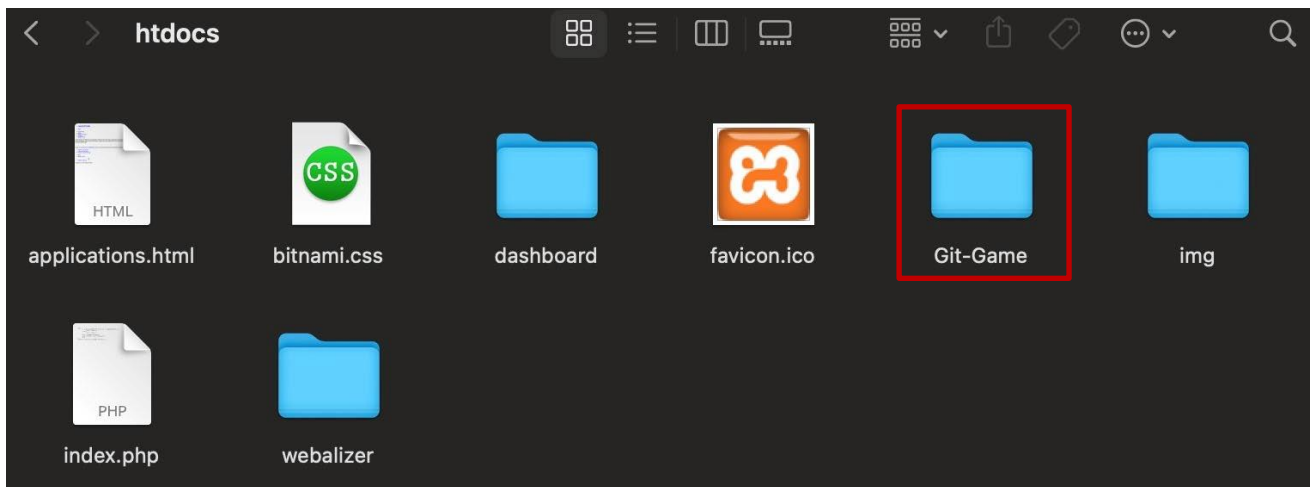 htdocs
HTML
CSS
applications.html
bitnami.css
dashboard
favicon.ico
Git-Game
img
PHP
index.php
webalizer